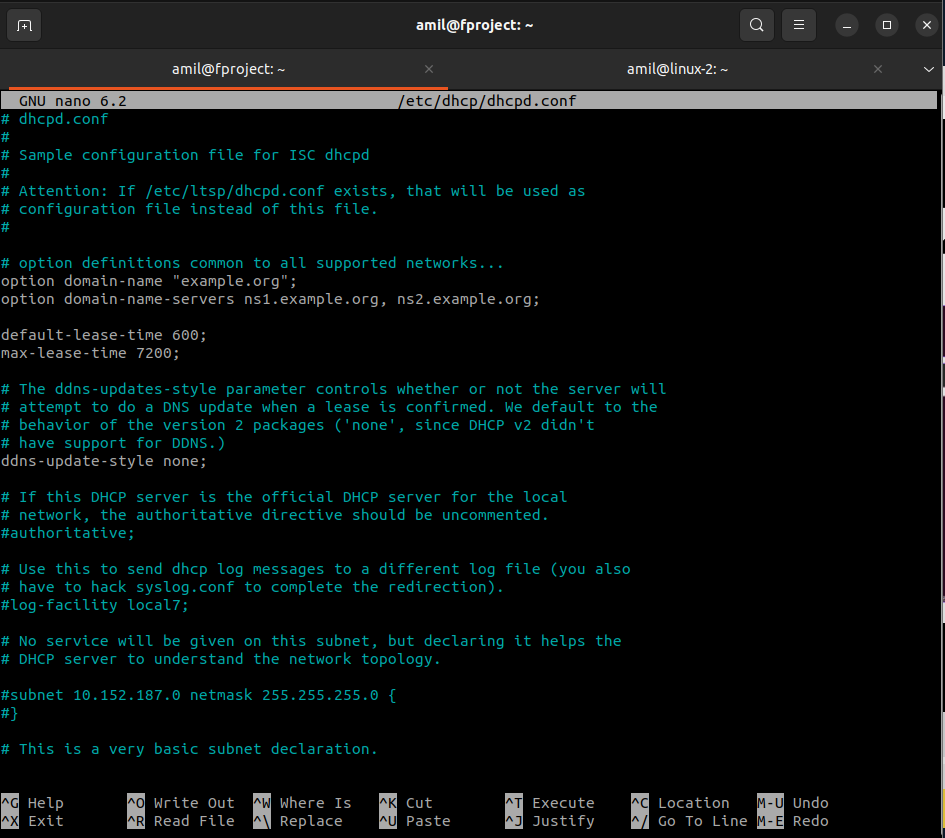 amil@fproject: ~
amil@fproject: ~
amil@linux-2: ~
GNU nano 6.2 /etc/dhcp/dhcpd.conf
# dhcpd.conf
#
# Sample configuration file for ISC dhcpd
#
# Attention: If /etc/ltsp/dhcpd.conf exists, that will be used as
# configuration file instead of this file.
#
# option definitions common to all supported networks...
option domain-name "example.org";
option domain-name-servers ns1.example.org, ns2.example.org;
default-lease-time 600;
max-lease-time 7200;
# The ddns-updates-style parameter controls whether or not the server will
# attempt to do a DNS update when a lease is confirmed. We default to the
# behavior of the version 2 packages ('none', since DHCP v2 didn't
# have support for DDNS.)
ddns-update-style none;
# If this DHCP server is the official DHCP server for the local
# network, the authoritative directive should be uncommented.
#authoritative;
# Use this to send dhcp log messages to a different log file (you also
# have to hack syslog.conf to complete the redirection).
#log-facility local7;
# No service will be given on this subnet, but declaring it helps the
# DHCP server to understand the network topology.
#subnet 10.152.187.0 netmask 255.255.255.0 {
#}
# This is a very basic subnet declaration.
^G Help ^O Write Out ^W Where Is ^K Cut ^T Execute ^C Location M-U Undo
^X Exit ^R Read File ^\ Replace ^U Paste ^J Justify ^/ Go To Line M-E Redo